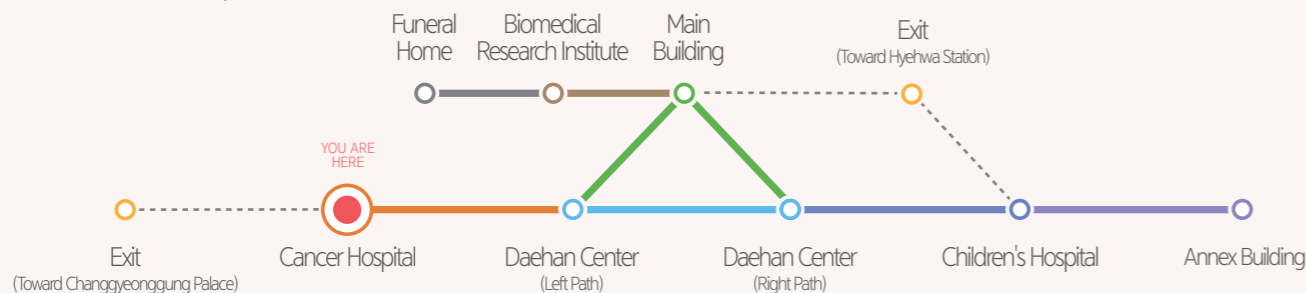 Funeral
Home
Biomedical
Research Institute
Main
Building
Exit
(Toward Hyehwa Station)
YOU ARE
HERE
Exit
(Toward Changgyeonggung Palace)
Cancer Hospital
Daehan Center
(Left Path)
Daehan Center
(Right Path)
Children's Hospital
Annex Building